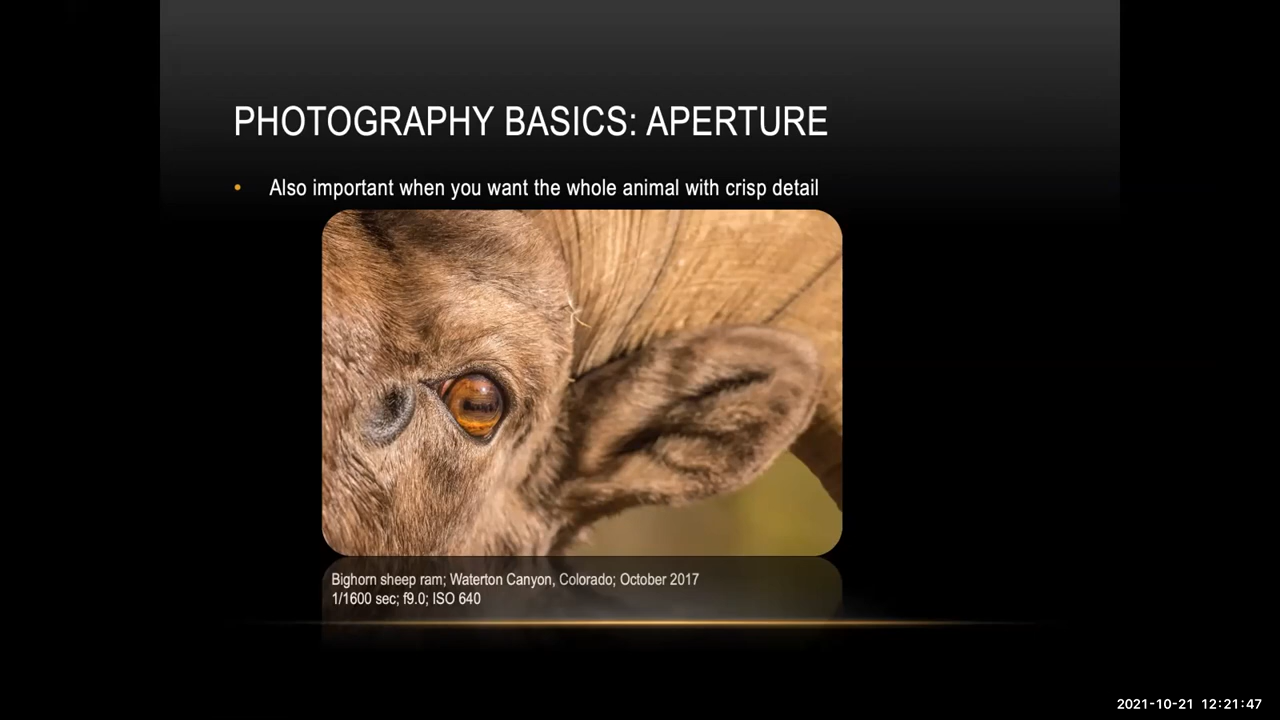 PHOTOGRAPHY BASICS: APERTURE
• Also important when you want the whole animal with crisp detail
Bighorn sheep ram; Waterton Canyon, Colorado; October 2017
1/1600 sec; f9.0; ISO 640
2021-10-21 12:21:47